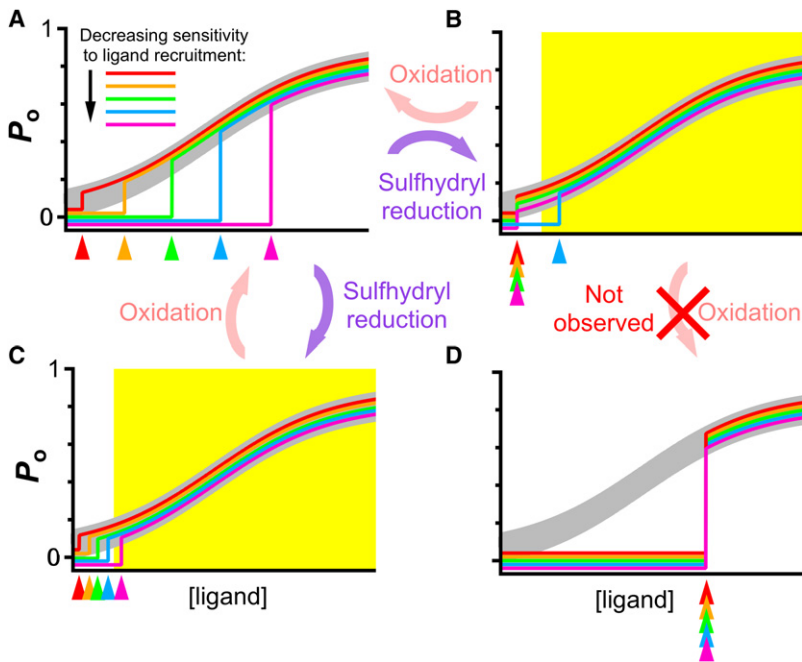 A
Decreasing sensitivity
to ligand recruitment:
1
Po
0
Oxidation
Sulfhydryl
reduction
B
Oxidation
Sulfhydryl
reduction
Not
observed
Oxidation
C
1
Po
0
[ligand]
D
[ligand]